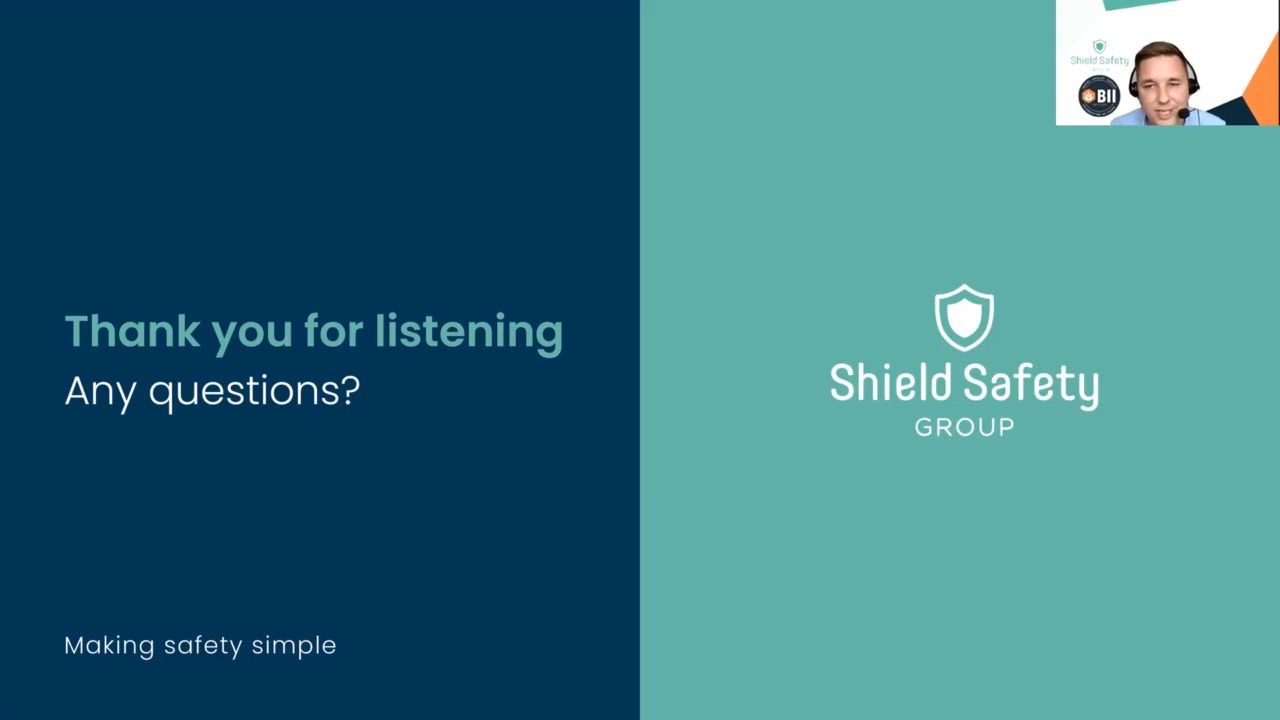 Thank you for listening
Any questions?
Making safety simple
Shield Safety
GROUP
Shield Safety
BII